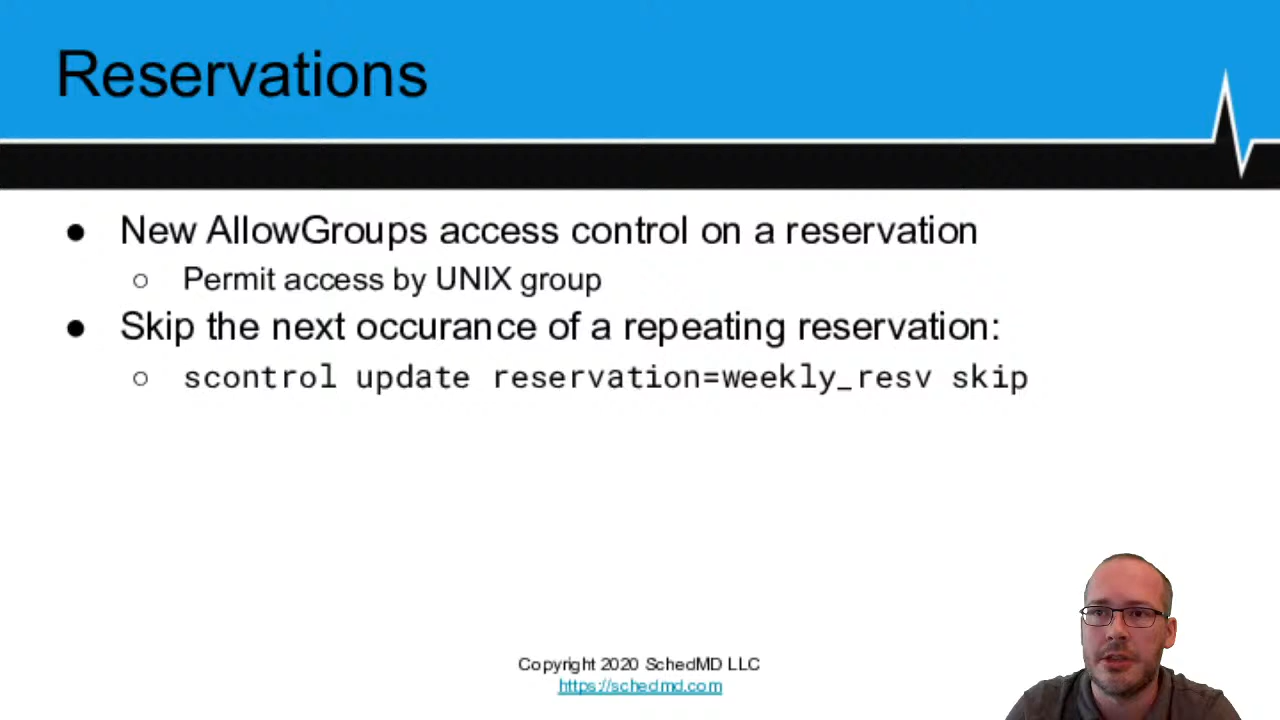 Reservations
● New AllowGroups access control on a reservation
○ Permit access by UNIX group
● Skip the next occurance of a repeating reservation:
○ scontrol update reservation=weekly_resv skip
Copyright 2020 SchedMD LLC
https://schedmd.com